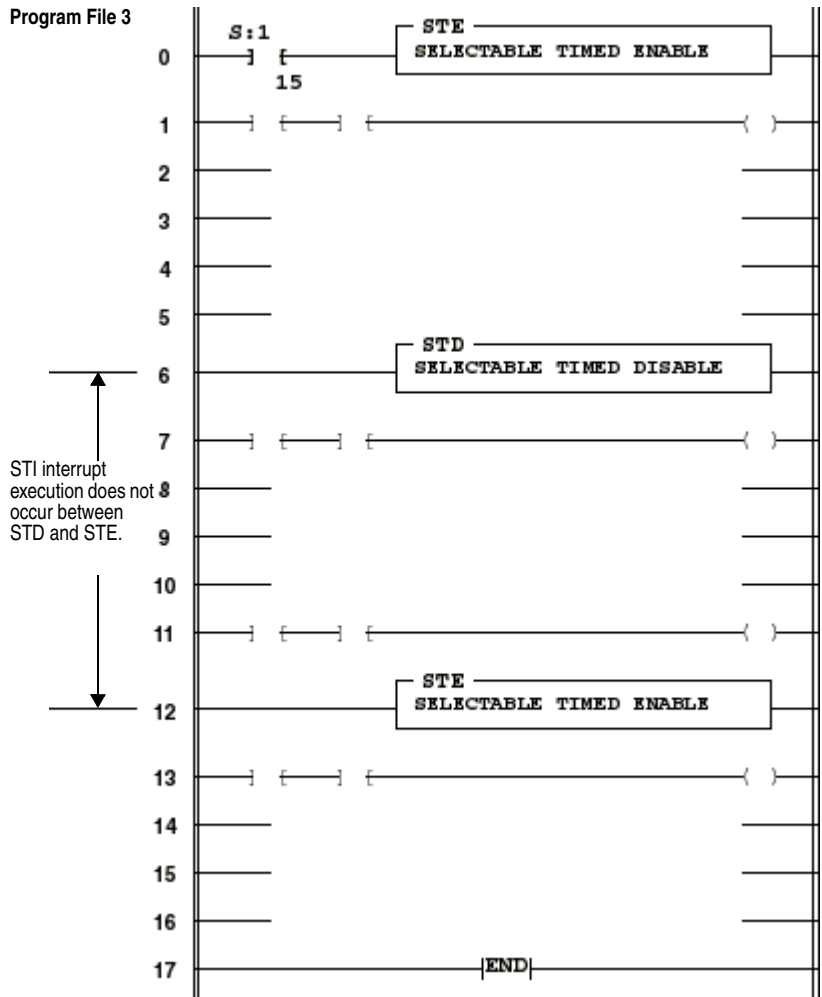 Program File 3
S:1
STE
0
SELECTABLE TIMED ENABLE
15
1
2
3
4
5
STD
6
SELECTABLE TIMED DISABLE
7
STI interrupt
execution does not
occur between
STD and STE.
8
9
10
11
STE
12
SELECTABLE TIMED ENABLE
13
14
15
16
17
END